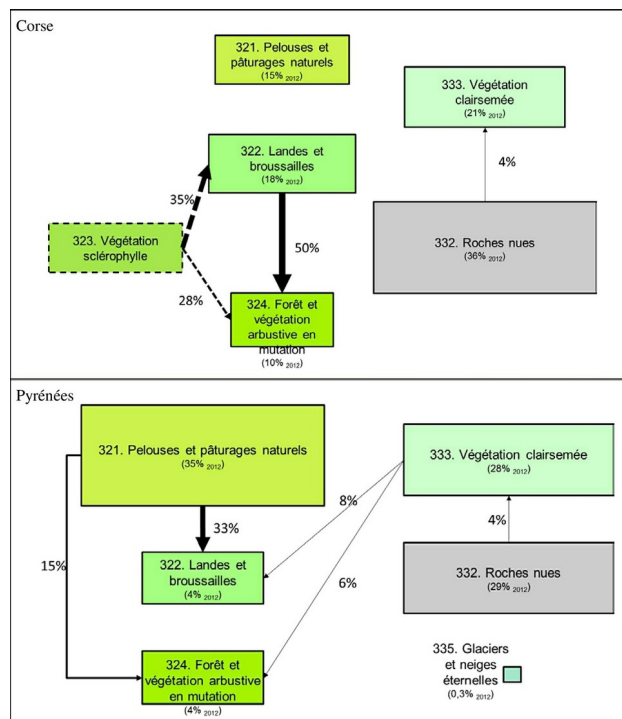 Corse
321. Pelouses et
pâturages naturels
(15% 2012)
333. Végétation
clairsemée
(21% 2012)
322. Landes et
broussailles
(18% 2012)
4%
35%
323. Végétation
sclérophylle
50%
332. Roches nues
(36% 2012)
28%
324. Forêt et
végétation
arbustive en
mutation
(10% 2012)
Pyrénées
321. Pelouses et pâturages naturels
(35% 2012)
333. Végétation clairsemée
(28% 2012)
33%
8%
4%
15%
322. Landes et
broussailles
(4% 2012)
332. Roches nues
(29% 2012)
6%
324. Forêt et
végétation arbustive
en mutation
(4% 2012)
335. Glaciers
et neiges
éternelles
(0,3% 2012)